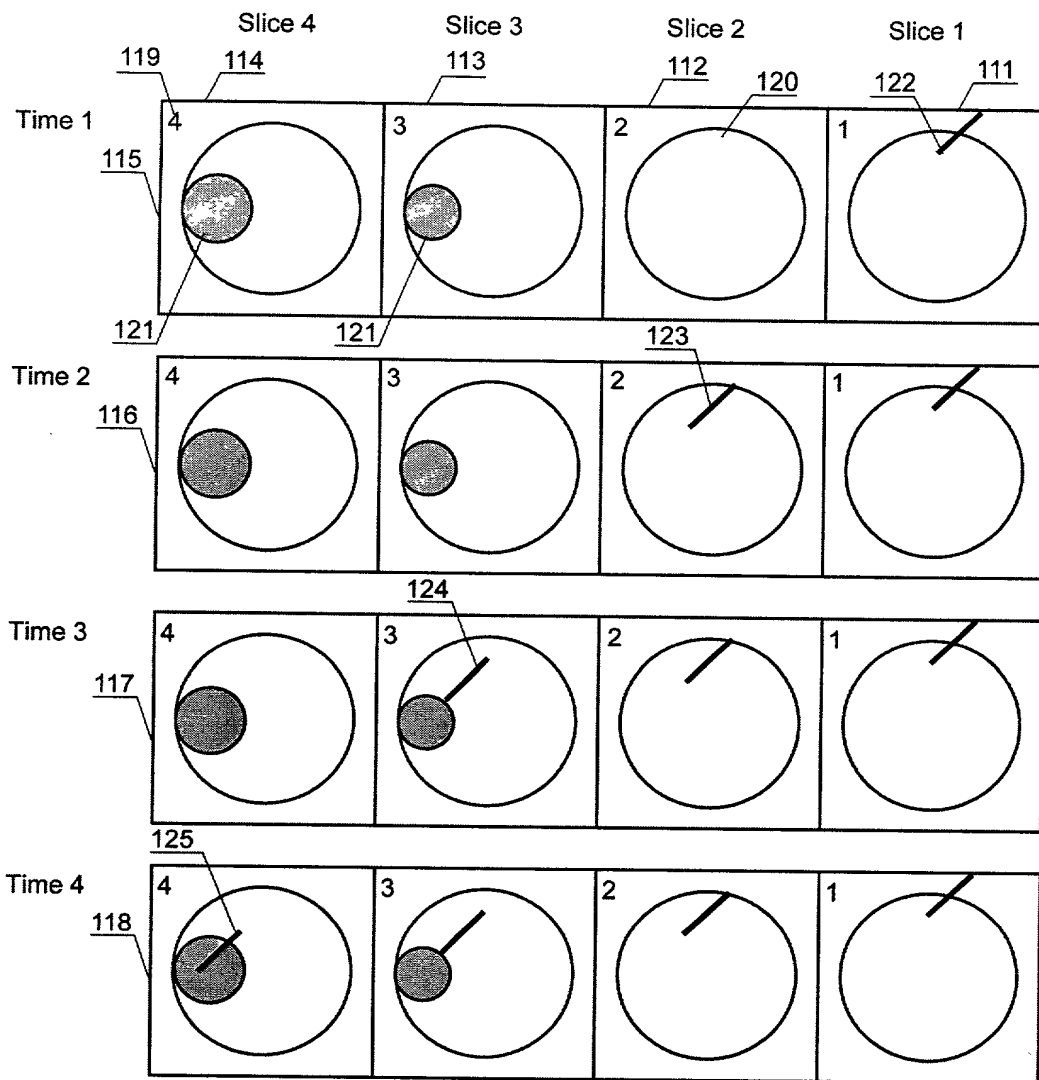 Slice 4 Slice 3 Slice 2 Slice 1
119 114 113 112 120 122 111
Time 1 4 3 2 1
115
121 121 123
Time 2 4 3 2 1
116
124
Time 3 4 3 2 1
117
125
Time 4 4 3 2 1
118